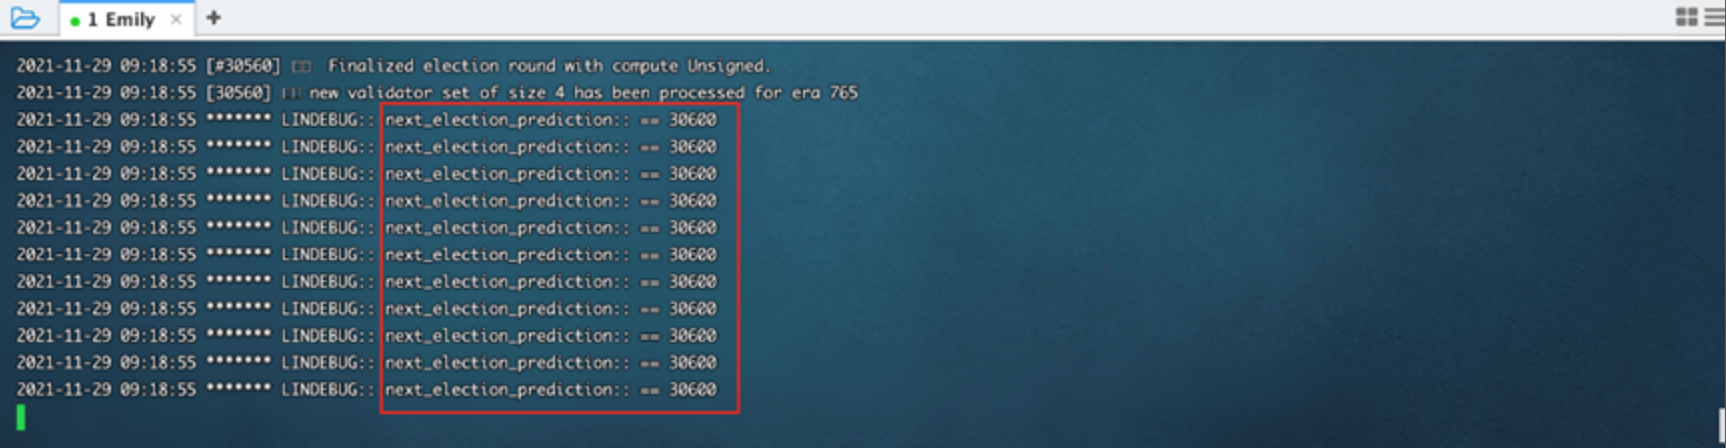 1 Emily × +
2021-11-29 09:18:55 [#30560] Finalized election round with compute Unsigned.
2021-11-29 09:18:55 [30560] new validator set of size 4 has been processed for era 765
2021-11-29 09:18:55 ******* LINDEBUG:: next_election_prediction:: == 30600
2021-11-29 09:18:55 ******* LINDEBUG:: next_election_prediction:: == 30600
2021-11-29 09:18:55 ******* LINDEBUG:: next_election_prediction:: == 30600
2021-11-29 09:18:55 ******* LINDEBUG:: next_election_prediction:: == 30600
2021-11-29 09:18:55 ******* LINDEBUG:: next_election_prediction:: == 30600
2021-11-29 09:18:55 ******* LINDEBUG:: next_election_prediction:: == 30600
2021-11-29 09:18:55 ******* LINDEBUG:: next_election_prediction:: == 30600
2021-11-29 09:18:55 ******* LINDEBUG:: next_election_prediction:: == 30600
2021-11-29 09:18:55 ******* LINDEBUG:: next_election_prediction:: == 30600
2021-11-29 09:18:55 ******* LINDEBUG:: next_election_prediction:: == 30600
2021-11-29 09:18:55 ******* LINDEBUG:: next_election_prediction:: == 30600